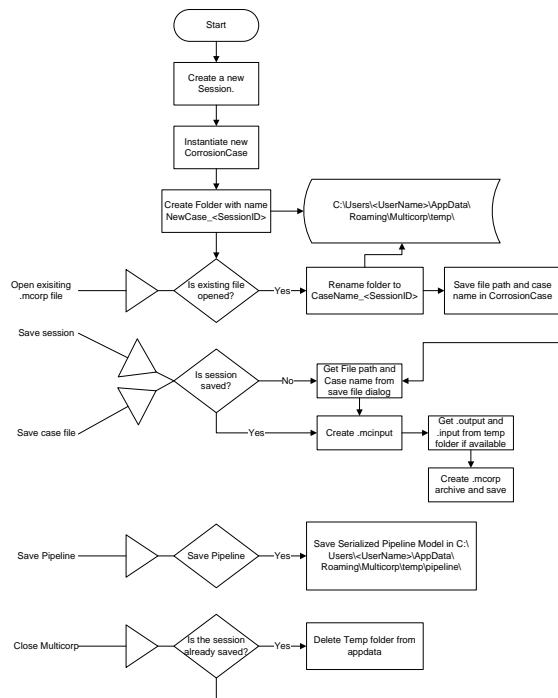 Start
Create a new
Session.
Instantiate new
CorrosionCase
Create Folder with name
NewCase_<SessionID>
C:\Users\<UserName>\AppData\
Roaming\Multicorp\temp\
Open exisiting
.mcorp file
Is existing file
opened?
Yes
Rename folder to
CaseName_<SessionID>
Save file path and case
name in CorrosionCase
Save session
Save case file
Is session
saved?
No
Get File path and
Case name from
save file dialog
Yes
Create .mcinput
Get .output and
.input from temp
folder if available
Create .mcorp
archive and save
Save Pipeline
Save Pipeline
Yes
Save Serialized Pipeline Model in C:\
Users\<UserName>\AppData\
Roaming\Multicorp\temp\pipeline\
Close Multicorp
Is the session
already saved?
Yes
Delete Temp folder from
appdata